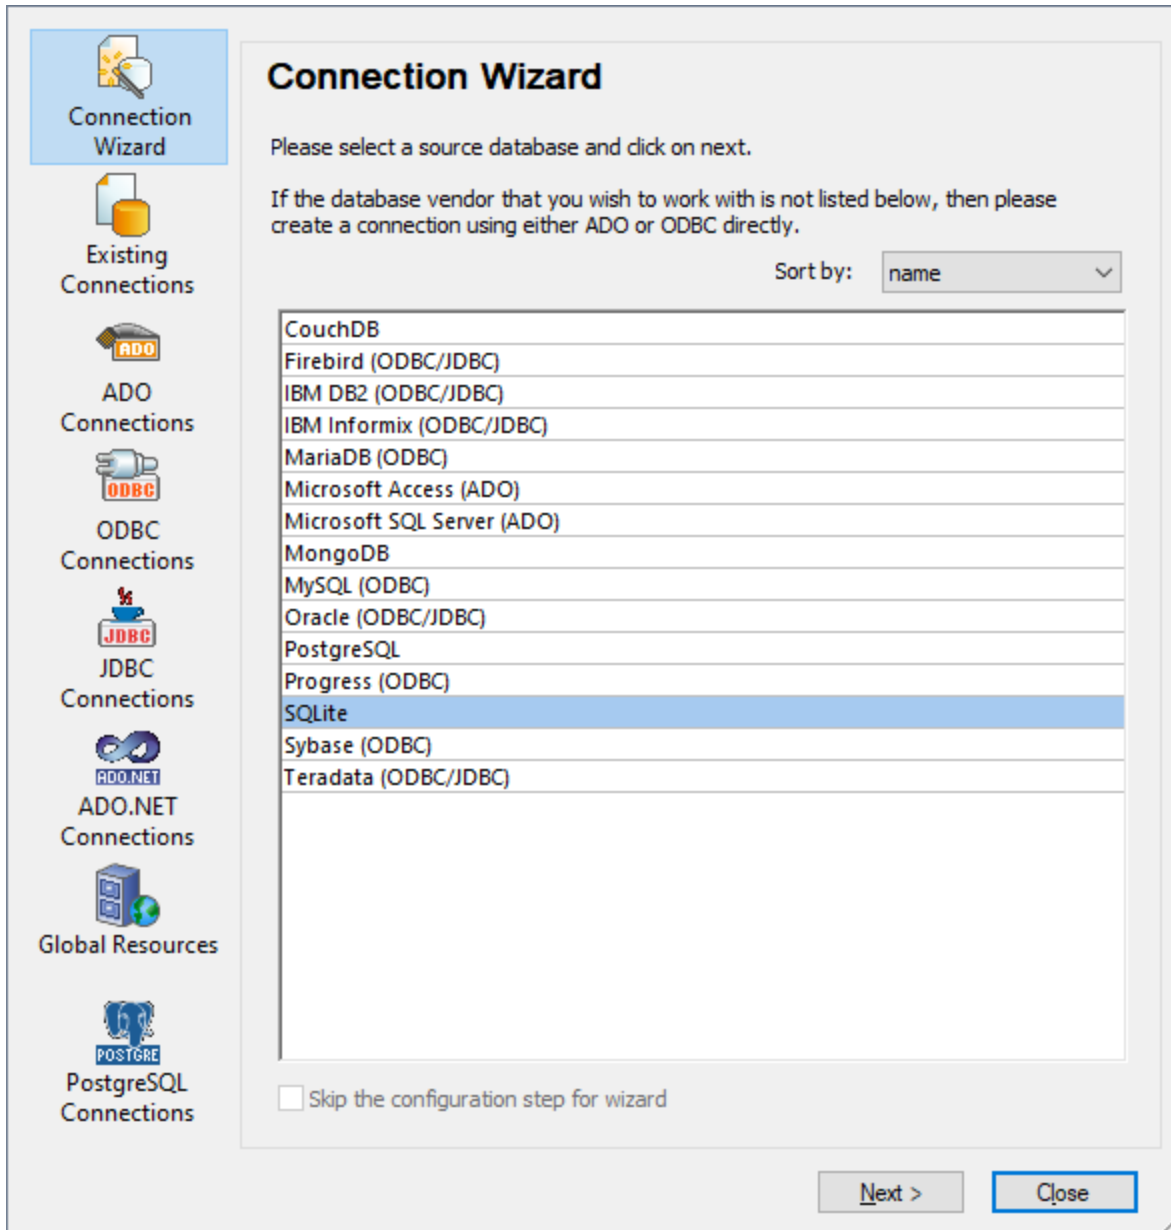 Connection
Wizard
Existing
Connections
ADO
ADO
Connections
ODBC
ODBC
Connections
JDBC
JDBC
Connections
ADO.NET
ADO.NET
Connections
Global Resources
POSTGRE
PostgreSQL
Connections
Connection Wizard
Please select a source database and click on next.
If the database vendor that you wish to work with is not listed below, then please
create a connection using either ADO or ODBC directly.
Sort by: name
CouchDB
Firebird (ODBC/JDBC)
IBM DB2 (ODBC/JDBC)
IBM Informix (ODBC/JDBC)
MariaDB (ODBC)
Microsoft Access (ADO)
Microsoft SQL Server (ADO)
MongoDB
MySQL (ODBC)
Oracle (ODBC/JDBC)
PostgreSQL
Progress (ODBC)
SQLite
Sybase (ODBC)
Teradata (ODBC/JDBC)
Skip the configuration step for wizard
Next > Close